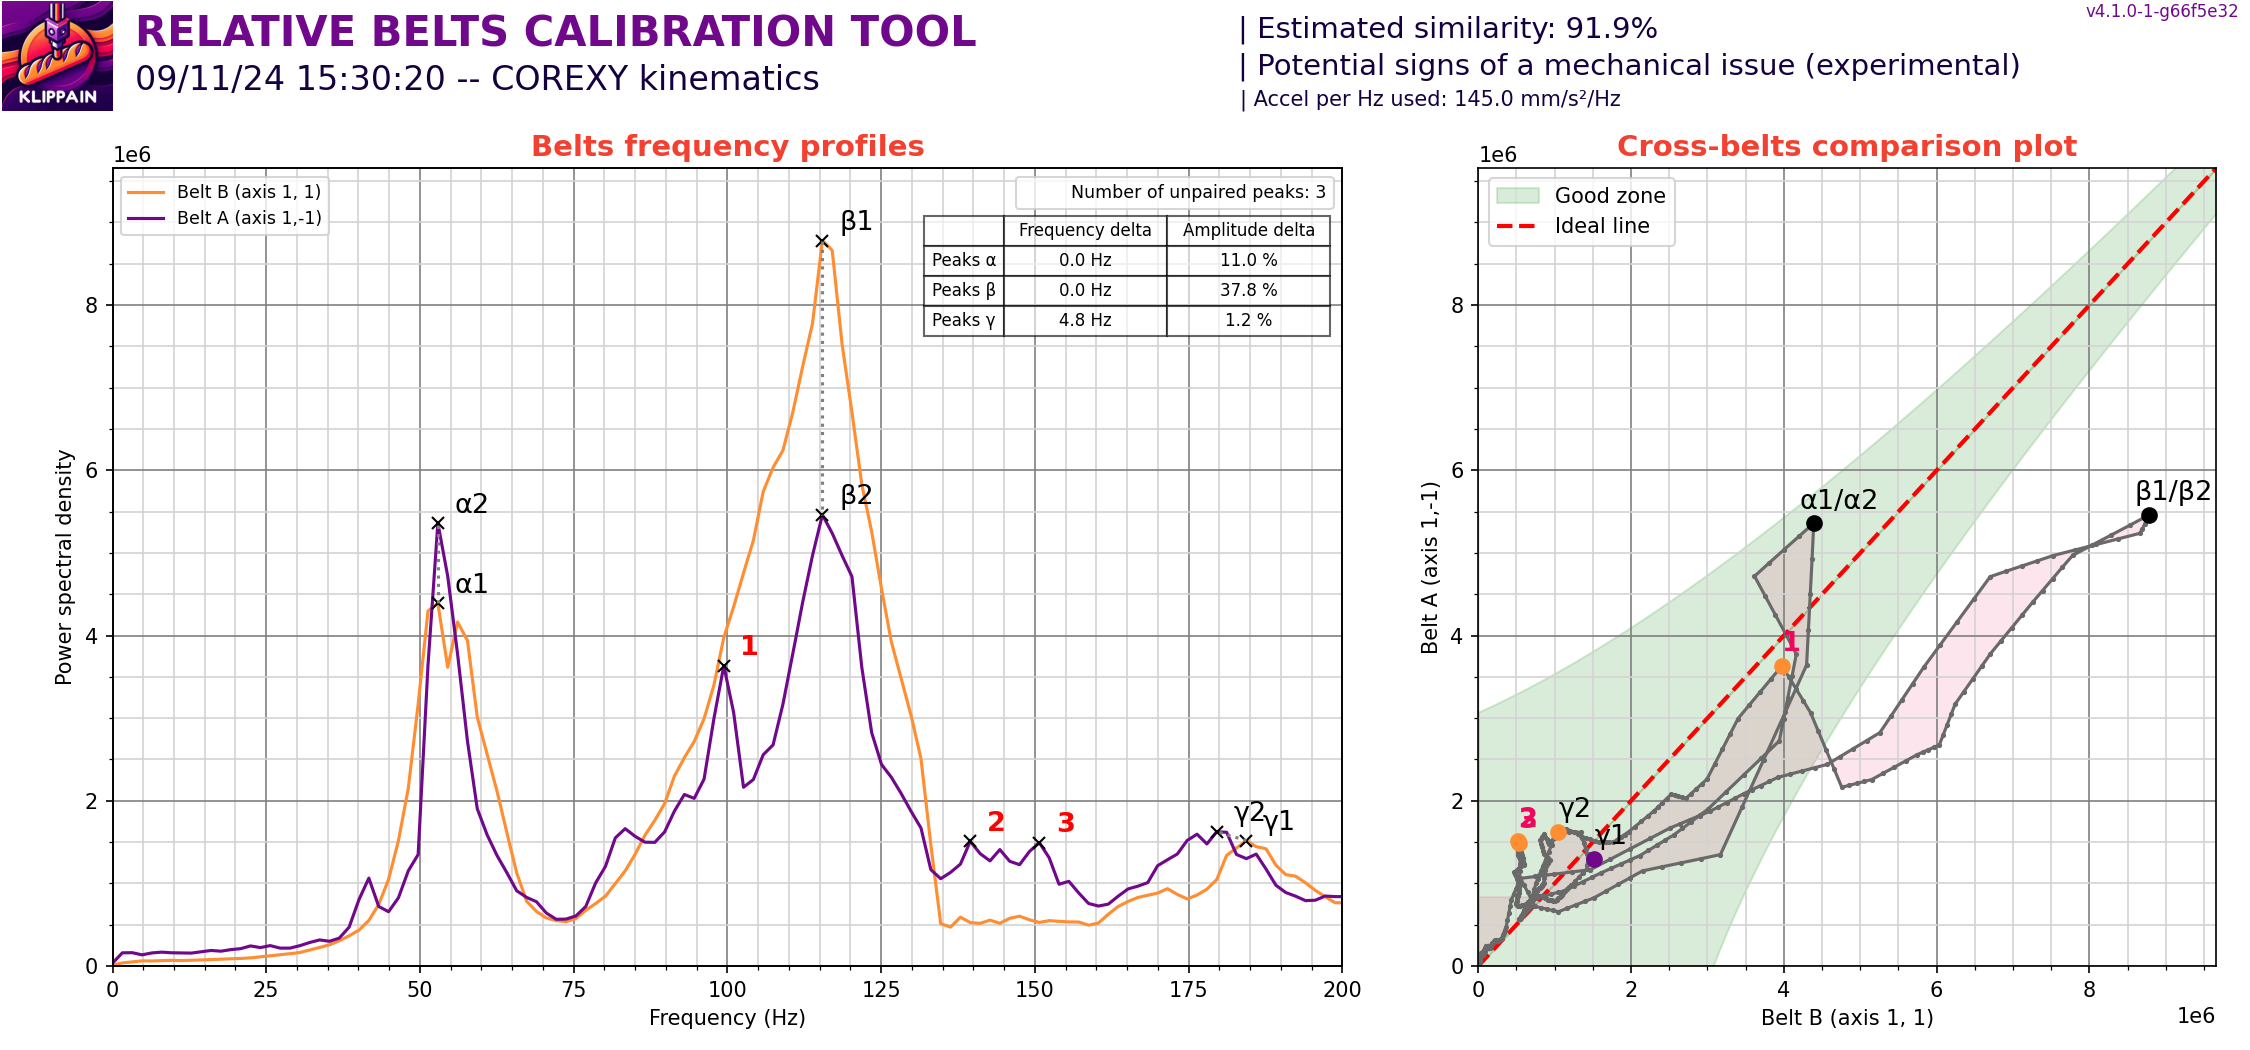 KLIPPAIN
RELATIVE BELTS CALIBRATION TOOL
09/11/24 15:30:20 -- COREXY kinematics
| Estimated similarity: 91.9%
| Potential signs of a mechanical issue (experimental)
| Accel per Hz used: 145.0 mm/s²/Hz
v4.1.0-1-g66f5e32
Belts frequency profiles
1e6
Belt B (axis 1, 1)
Belt A (axis 1,-1)
Number of unpaired peaks: 3
Frequency delta Amplitude delta
Peaks α 0.0 Hz 11.0 %
Peaks β 0.0 Hz 37.8 %
Peaks γ 4.8 Hz 1.2 %
β1
β2
α2
α1
1
2
3
γ2
γ1
8
6
4
2
0
Power spectral density
0 25 50 75 100 125 150 175 200
Frequency (Hz)
Cross-belts comparison plot
1e6
Good zone
Ideal line
α1/α2
β1/β2
1
3
2
γ2
γ1
8
6
4
2
0
Belt A (axis 1,-1)
0 2 4 6 8
Belt B (axis 1, 1)
1e6